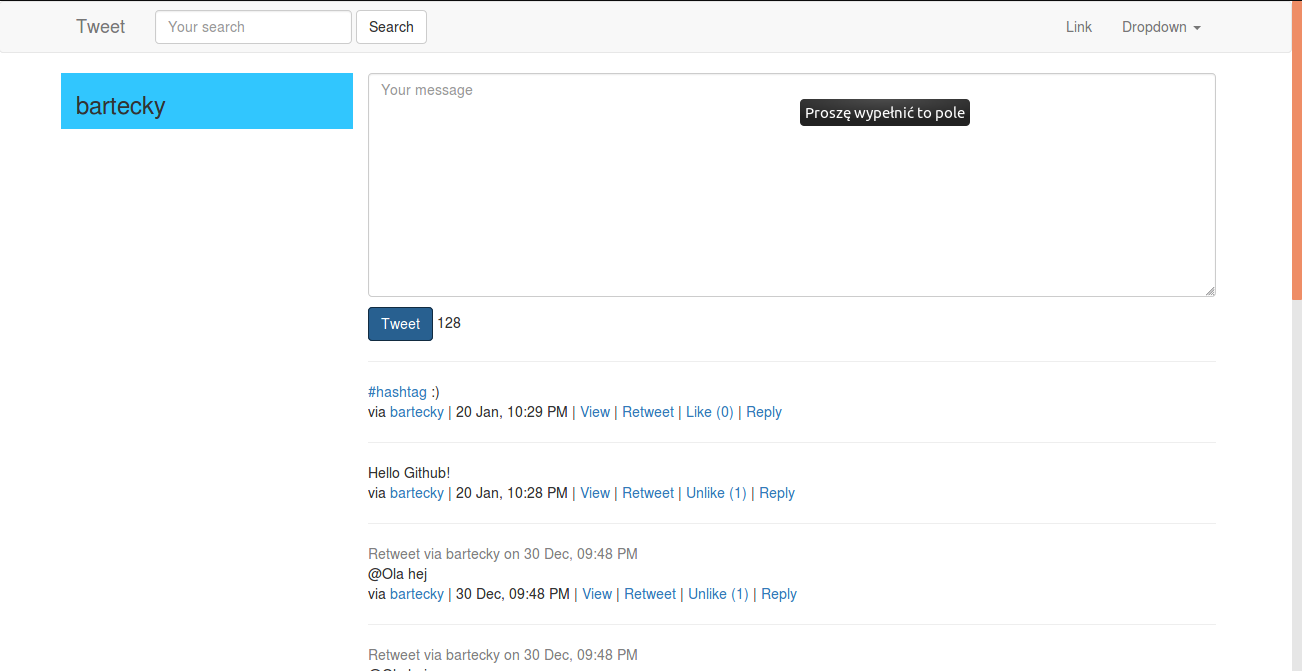 Tweet Your search Search Link Dropdown
bartecky
Your message
Proszę wypełnić to pole
Tweet 128
#hashtag :)
via bartecky | 20 Jan, 10:29 PM | View | Retweet | Like (0) | Reply
Hello Github!
via bartecky | 20 Jan, 10:28 PM | View | Retweet | Unlike (1) | Reply
Retweet via bartecky on 30 Dec, 09:48 PM
@Ola hej
via bartecky | 30 Dec, 09:48 PM | View | Retweet | Unlike (1) | Reply
Retweet via bartecky on 30 Dec, 09:48 PM